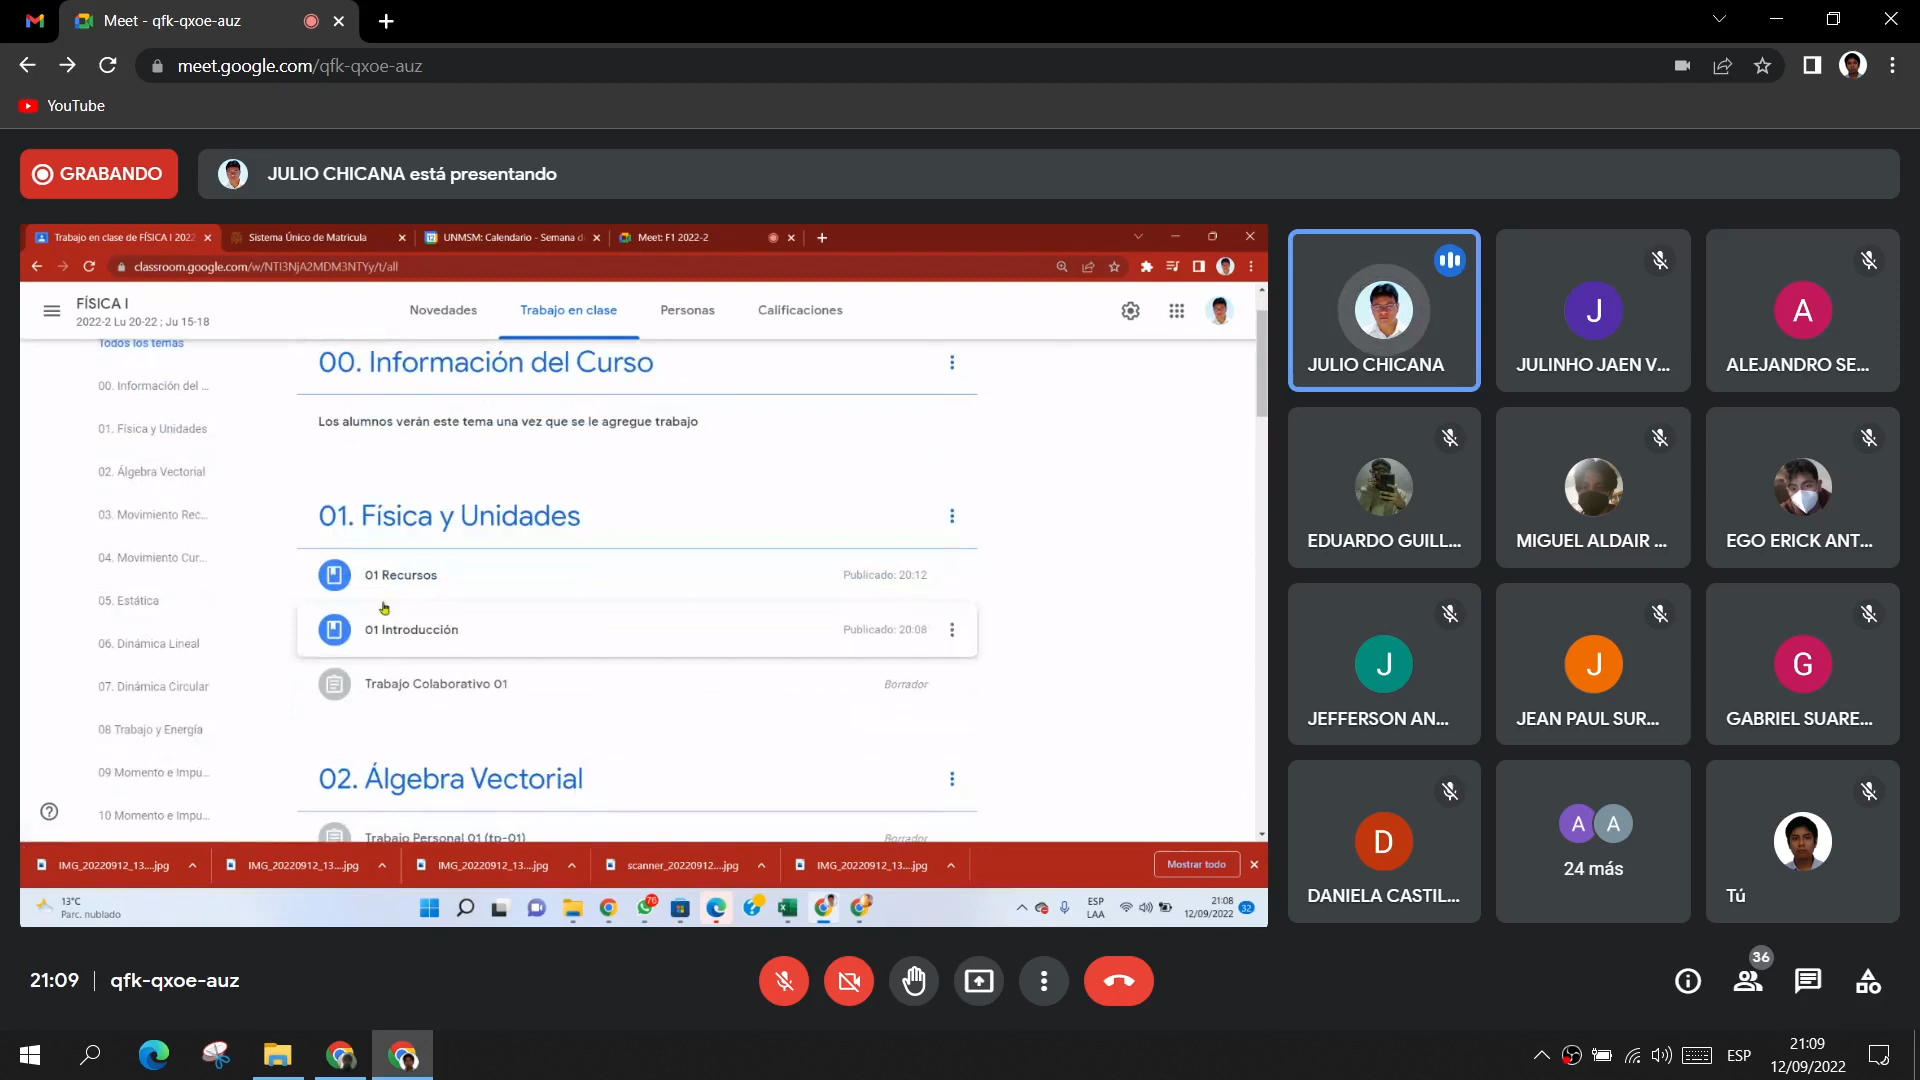 Meet - qfk-qxoe-auz
meet.google.com/qfk-qxoe-auz
YouTube
GRABANDO
JULIO CHICANA está presentando
Trabajo en clase de FÍSICA I 2022
Sistema Único de Matricula
UNMSM: Calendario - Semana d
Meet: F1 2022-2
classroom.google.com/w/NTI3NjA2MDM3NTYy/t/all
FÍSICA I
2022-2 Lu 20-22 ; Ju 15-18
Novedades
Trabajo en clase
Personas
Calificaciones
Todos los temas
00. Información del ...
01. Física y Unidades
02. Álgebra Vectorial
03. Movimiento Rec...
04. Movimiento Cur...
05. Estática
06. Dinámica Lineal
07. Dinámica Circular
08 Trabajo y Energía
09 Momento e Impu...
10 Momento e Impu...
00. Información del Curso
Los alumnos verán este tema una vez que se le agregue trabajo
01. Física y Unidades
01 Recursos
Publicado: 20:12
01 Introducción
Publicado: 20:08
Trabajo Colaborativo 01
Borrador
02. Álgebra Vectorial
Trabajo Personal 01 (tp-01)
Borrador
IMG_20220912_13....jpg
IMG_20220912_13....jpg
IMG_20220912_13....jpg
scanner_20220912....jpg
IMG_20220912_13....jpg
Mostrar todo
13°C
Parc. nublado
76
ESP
LAA
21:08
12/09/2022
32
JULIO CHICANA
J
JULINHO JAEN V...
A
ALEJANDRO SE...
EDUARDO GUILL...
MIGUEL ALDAIR ...
EGO ERICK ANT...
J
JEFFERSON AN...
J
JEAN PAUL SUR...
G
GABRIEL SUARE...
D
DANIELA CASTIL...
A A
24 más
Tú
21:09 | qfk-qxoe-auz
36
ESP
21:09
12/09/2022